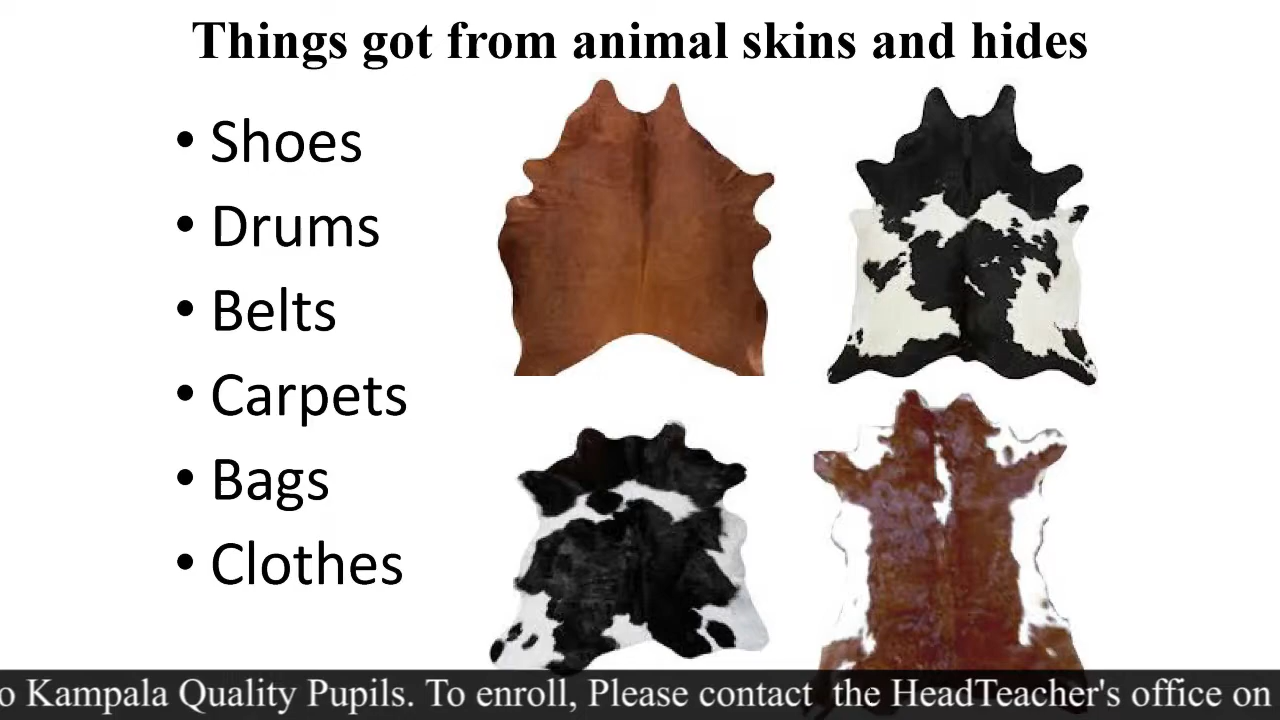 Things got from animal skins and hides
• Shoes
• Drums
• Belts
• Carpets
• Bags
• Clothes
o Kampala Quality Pupils. To enroll, Please contact  the HeadTeacher's office on